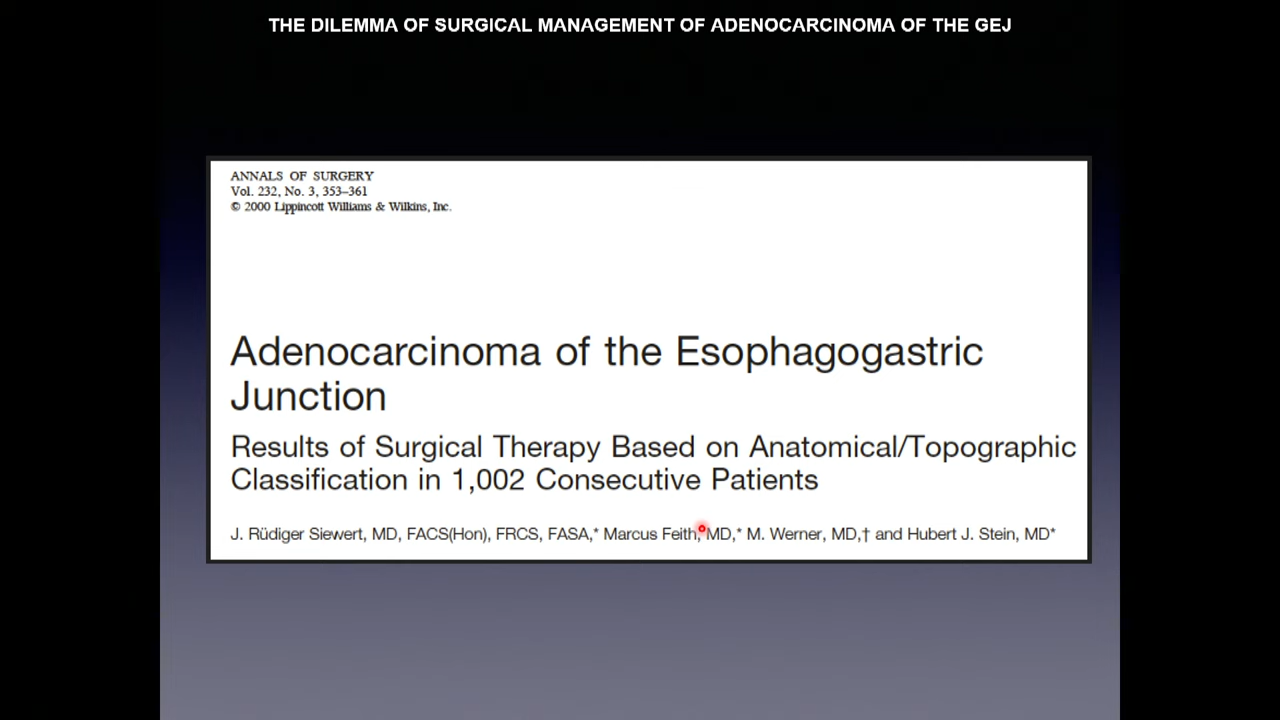 THE DILEMMA OF SURGICAL MANAGEMENT OF ADENOCARCINOMA OF THE GEJ
ANNALS OF SURGERY
Vol. 232, No. 3, 353–361
© 2000 Lippincott Williams & Wilkins, Inc.
Adenocarcinoma of the Esophagogastric
Junction
Results of Surgical Therapy Based on Anatomical/Topographic
Classification in 1,002 Consecutive Patients
J. Rüdiger Siewert, MD, FACS(Hon), FRCS, FASA,* Marcus Feith, MD,* M. Werner, MD,† and Hubert J. Stein, MD*